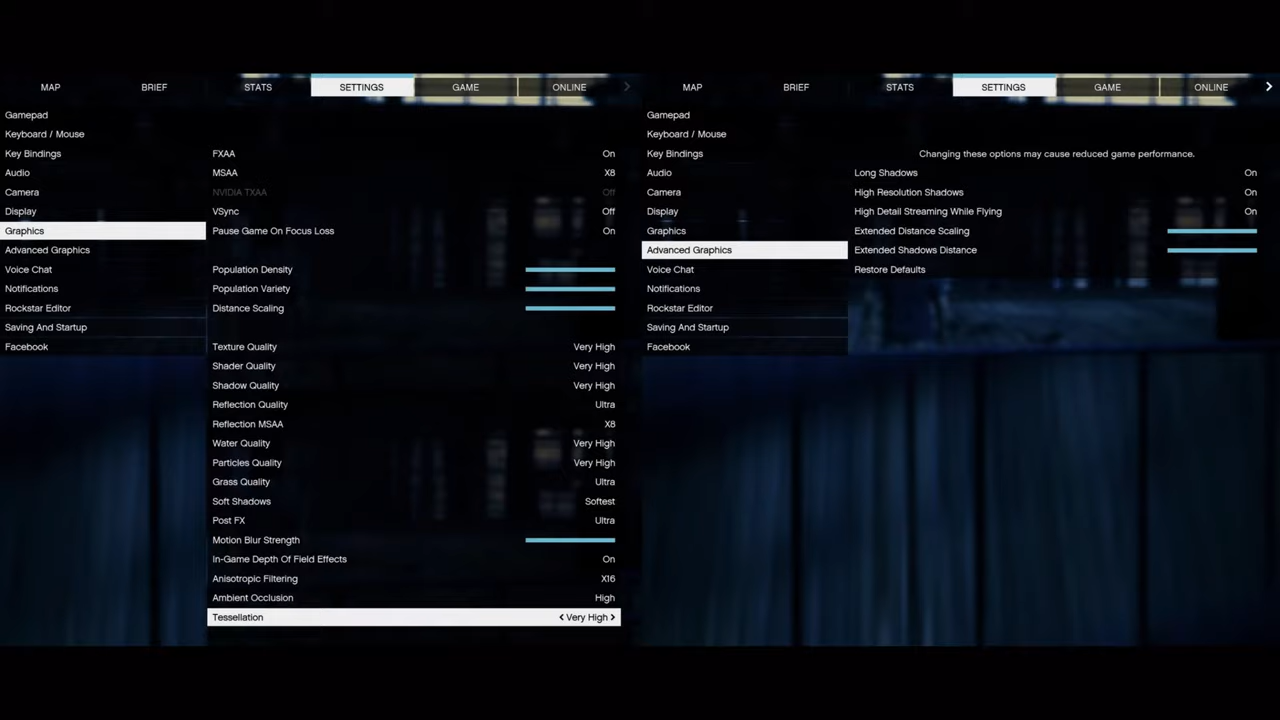 MAP BRIEF STATS SETTINGS GAME ONLINE
Gamepad
Keyboard / Mouse
Key Bindings
Audio
Camera
Display
Graphics
Advanced Graphics
Voice Chat
Notifications
Rockstar Editor
Saving And Startup
Facebook
FXAA On
MSAA X8
NVIDIA TXAA Off
VSync Off
Pause Game On Focus Loss On
Population Density
Population Variety
Distance Scaling
Texture Quality Very High
Shader Quality Very High
Shadow Quality Very High
Reflection Quality Ultra
Reflection MSAA X8
Water Quality Very High
Particles Quality Very High
Grass Quality Ultra
Soft Shadows Softest
Post FX Ultra
Motion Blur Strength
In-Game Depth Of Field Effects On
Anisotropic Filtering X16
Ambient Occlusion High
Tessellation < Very High >
MAP BRIEF STATS SETTINGS GAME ONLINE >
Gamepad
Keyboard / Mouse
Key Bindings
Audio
Camera
Display
Graphics
Advanced Graphics
Voice Chat
Notifications
Rockstar Editor
Saving And Startup
Facebook
Changing these options may cause reduced game performance.
Long Shadows On
High Resolution Shadows On
High Detail Streaming While Flying On
Extended Distance Scaling
Extended Shadows Distance
Restore Defaults